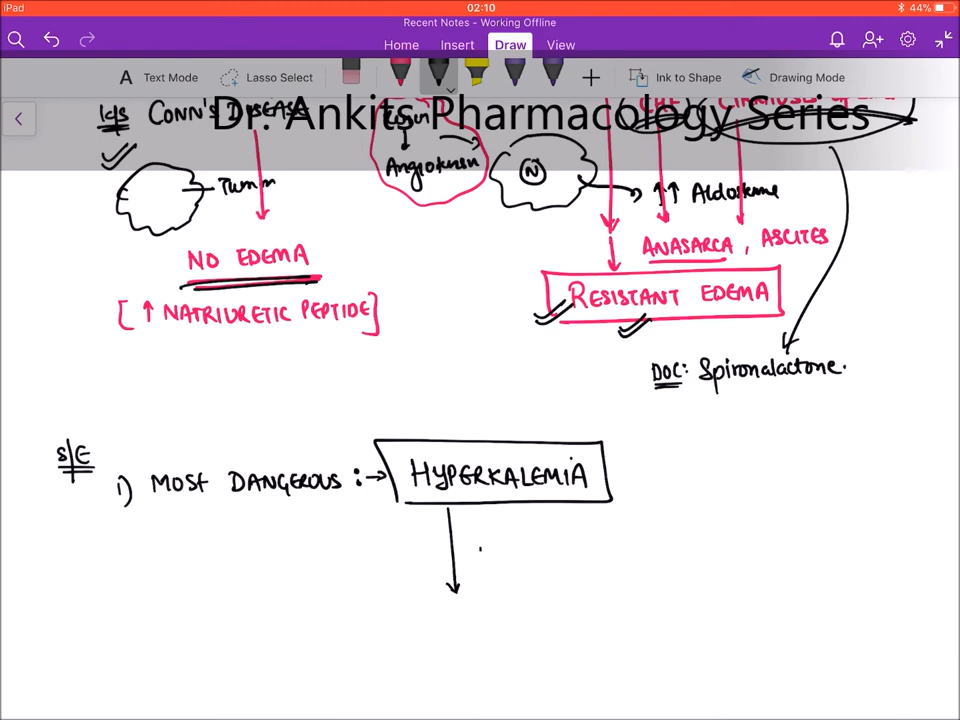 iPad 02:10 44%
Recent Notes - Working Offline
Home Insert Draw View
A Text Mode Lasso Select Ink to Shape Drawing Mode
Dr. Ankits Pharmacology Series
CONN'S DISEASE
Angiotensin
Tumor
N
↑↑ Aldosterone
NO EDEMA
ANASARCA, ASCITES
[↑ NATRIURETIC PEPTIDE]
RESISTANT EDEMA
DOC: Spironalactone.
S/E
i) MOST DANGEROUS :→ HYPERKALEMIA